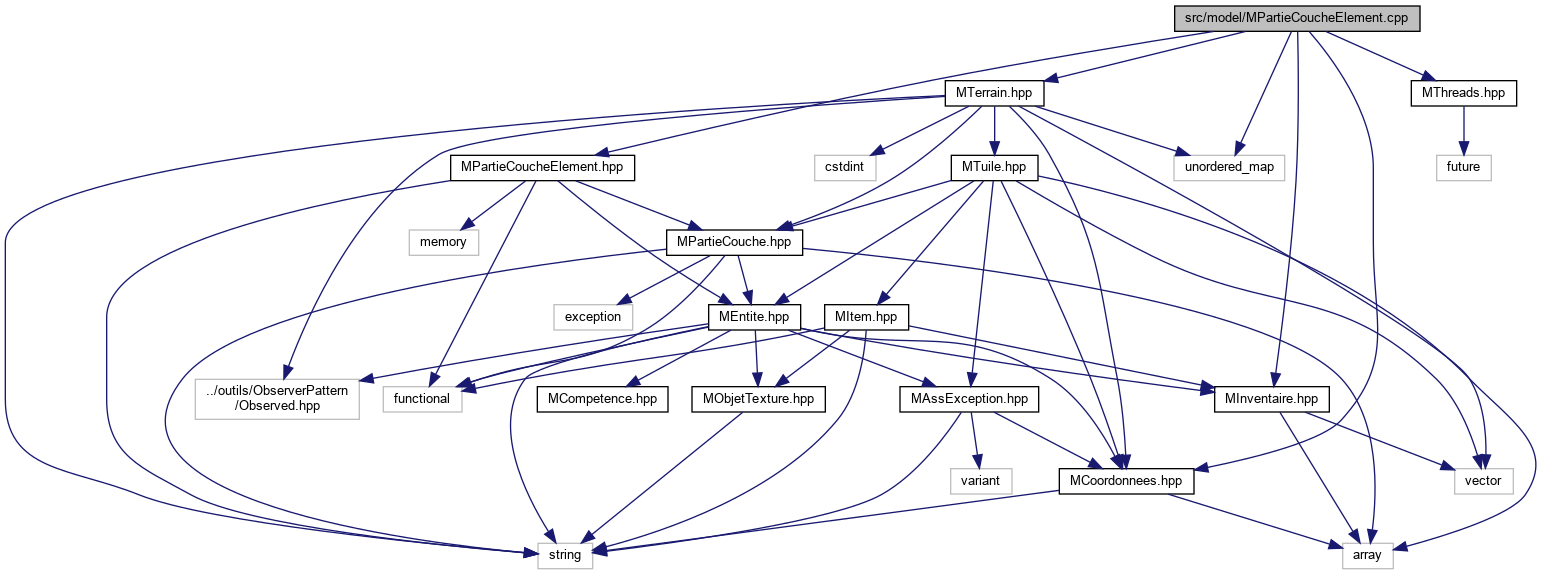 src/model/MPartieCoucheElement.cpp
MTerrain.hpp
MThreads.hpp
MPartieCoucheElement.hpp
cstdint
MTuile.hpp
unordered_map
future
memory
MPartieCouche.hpp
exception
MEntite.hpp
MItem.hpp
../outils/ObserverPattern
/Observed.hpp
functional
MCompetence.hpp
MObjetTexture.hpp
MAssException.hpp
MInventaire.hpp
variant
MCoordonnees.hpp
vector
string
array